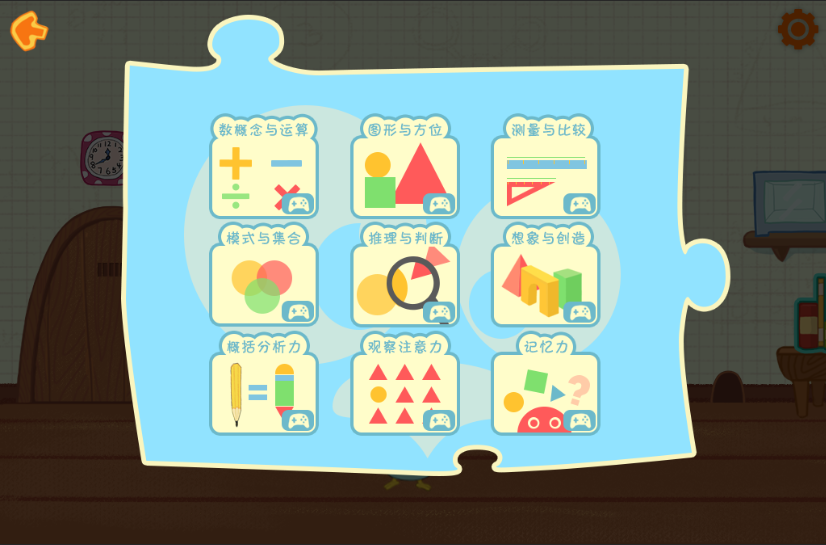 数概念与运算
图形与方位
测量与比较
模式与集合
推理与判断
想象与创造
概括分析力
观察注意力
记忆力
?